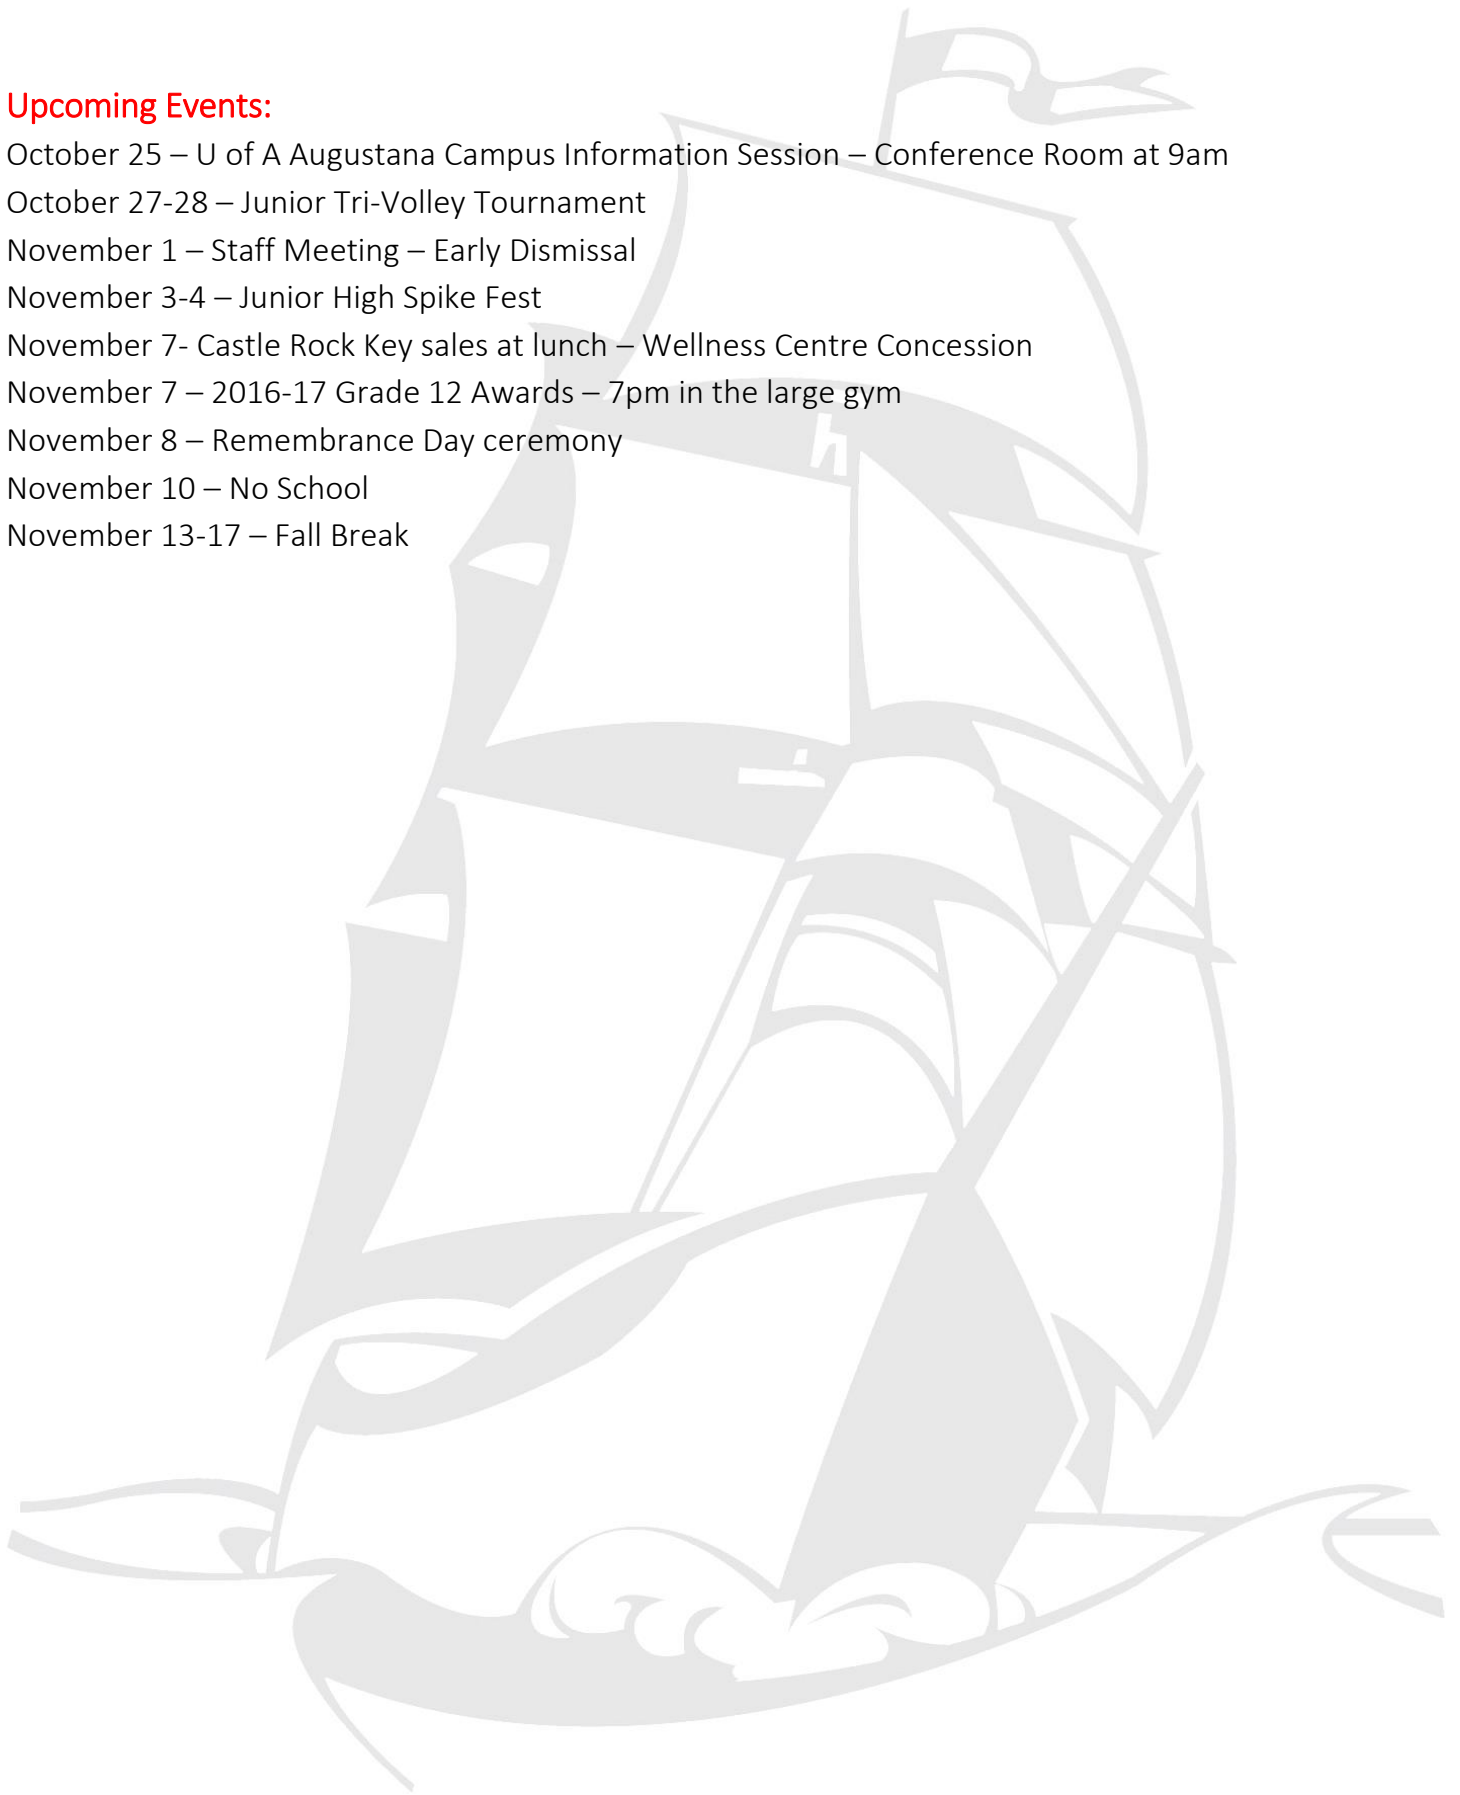 Upcoming Events:
October 25 – U of A Augustana Campus Information Session – Conference Room at 9am
October 27-28 – Junior Tri-Volley Tournament
November 1 – Staff Meeting – Early Dismissal
November 3-4 – Junior High Spike Fest
November 7- Castle Rock Key sales at lunch – Wellness Centre Concession
November 7 – 2016-17 Grade 12 Awards – 7pm in the large gym
November 8 – Remembrance Day ceremony
November 10 – No School
November 13-17 – Fall Break